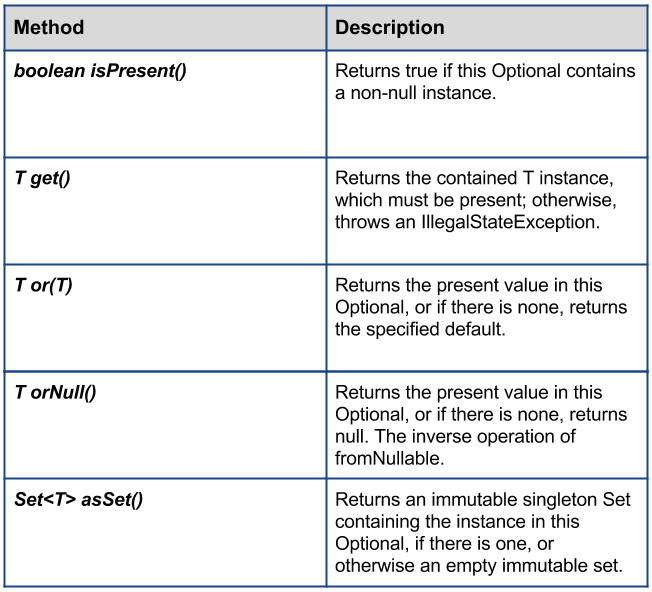 Method
Description
boolean isPresent()
Returns true if this Optional contains
a non-null instance.
T get()
Returns the contained T instance,
which must be present; otherwise,
throws an IllegalStateException.
T or(T)
Returns the present value in this
Optional, or if there is none, returns
the specified default.
T orNull()
Returns the present value in this
Optional, or if there is none, returns
null. The inverse operation of
fromNullable.
Set<T> asSet()
Returns an immutable singleton Set
containing the instance in this
Optional, if there is one, or
otherwise an empty immutable set.